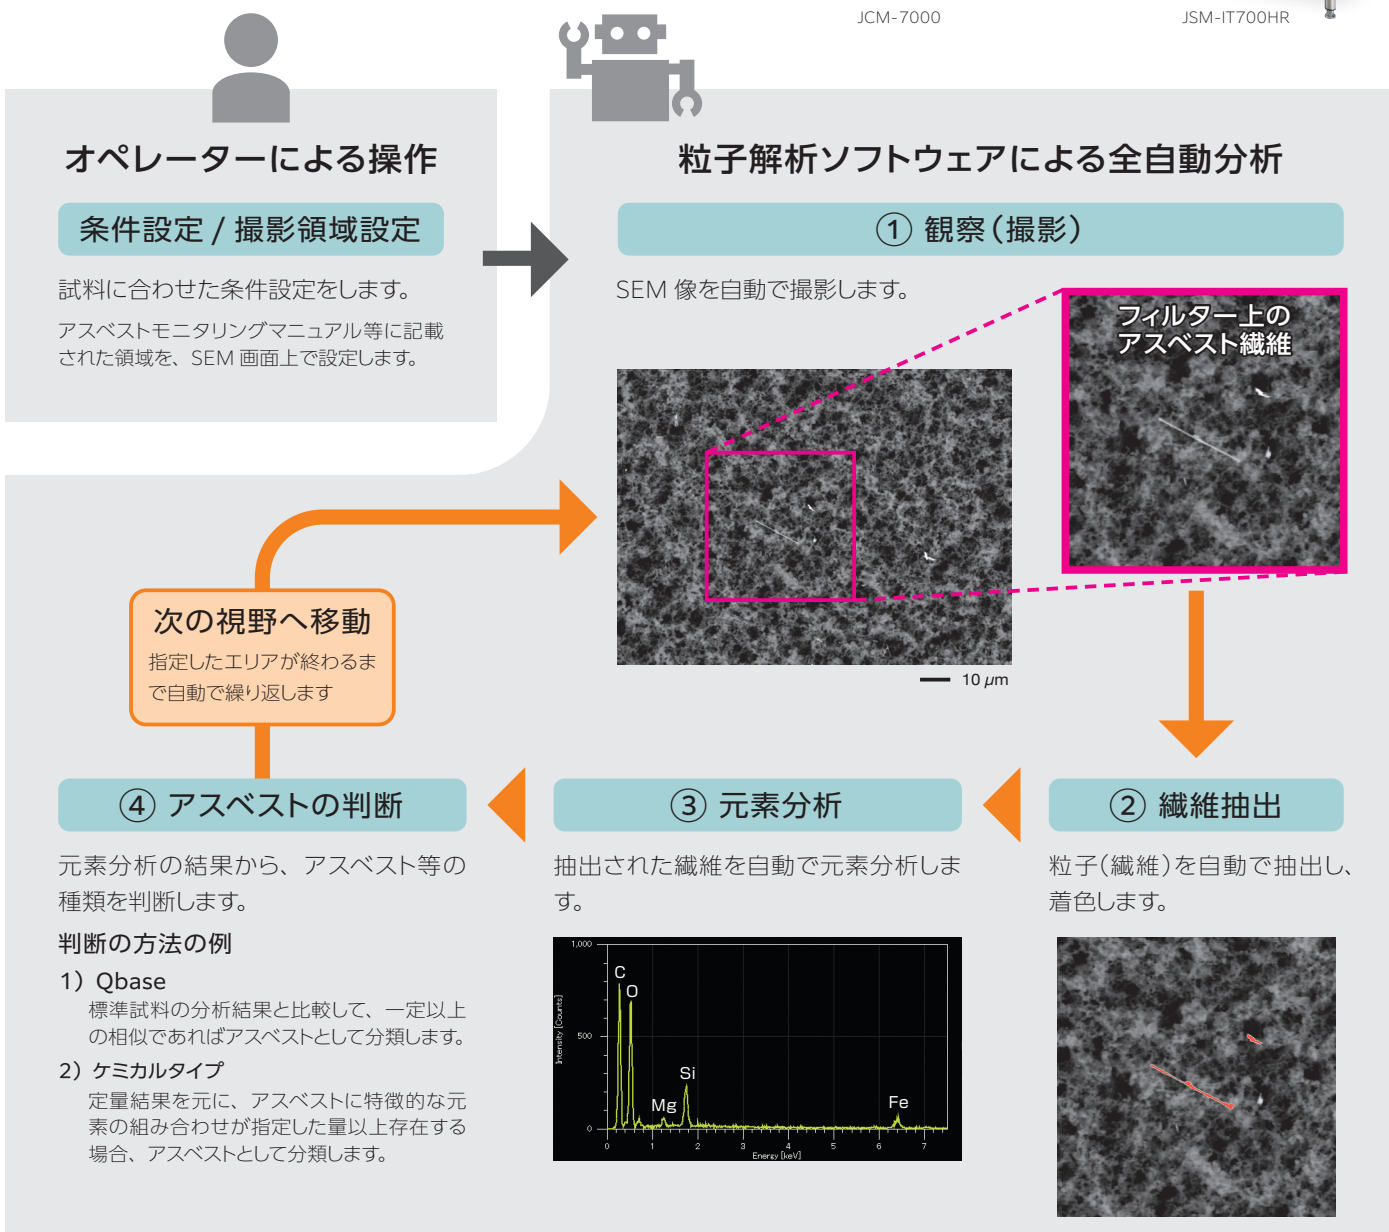 JCM-7000
JSM-IT700HR
オペレーターによる操作
条件設定 / 撮影領域設定
試料に合わせた条件設定をします。
アスベストモニタリングマニュアル等に記載
された領域を、SEM 画面上で設定します。
粒子解析ソフトウェアによる全自動分析
① 観察（撮影）
SEM 像を自動で撮影します。
フィルター上の
アスベスト繊維
10 μm
次の視野へ移動
指定したエリアが終わるま
で自動で繰り返します
② 繊維抽出
粒子（繊維）を自動で抽出し、
着色します。
③ 元素分析
抽出された繊維を自動で元素分析しま
す。
1,000
500
0
Intensity [Counts]
C
O
Mg
Si
Fe
0 1 2 3 4 5 6 7
Energy [keV]
④ アスベストの判断
元素分析の結果から、アスベスト等の
種類を判断します。
判断の方法の例
1）Qbase
標準試料の分析結果と比較して、一定以上
の相似であればアスベストとして分類します。
2）ケミカルタイプ
定量結果を元に、アスベストに特徴的な元
素の組み合わせが指定した量以上存在する
場合、アスベストとして分類します。